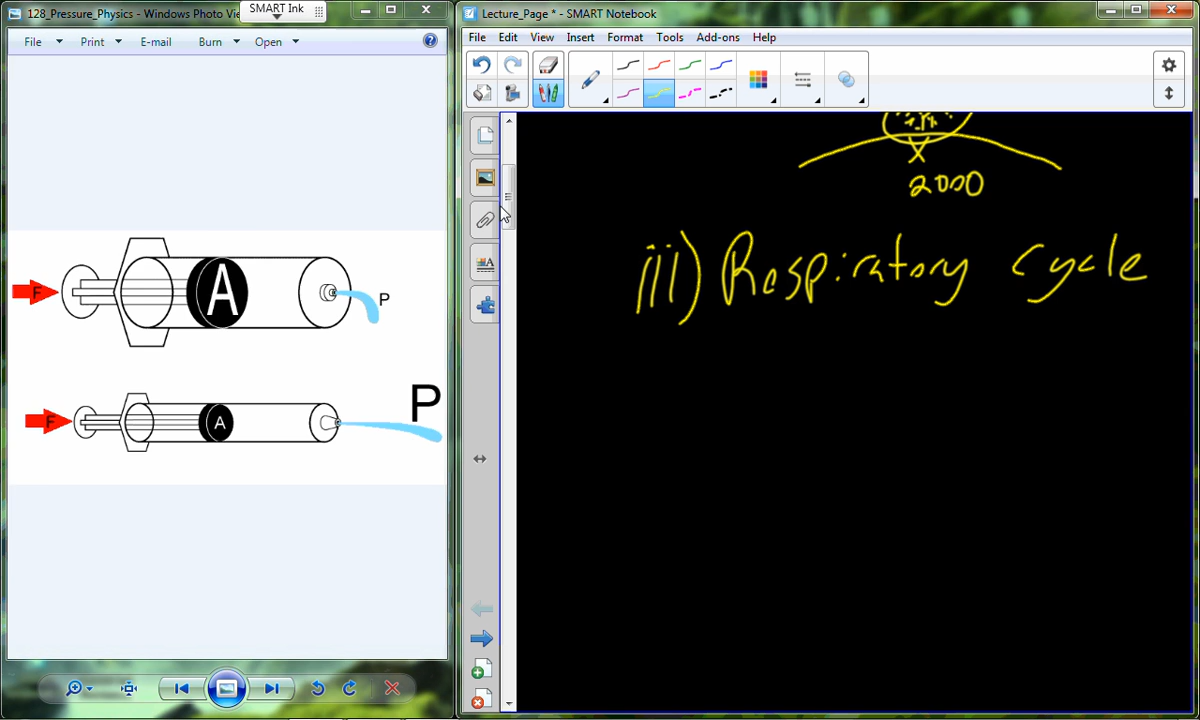 128_Pressure_Physics - Windows Photo Vie
SMART Ink
File Print E-mail Burn Open
F
A
P
F
A
P
Lecture_Page * - SMART Notebook
File Edit View Insert Format Tools Add-ons Help
X
2000
iii) Respiratory Cycle